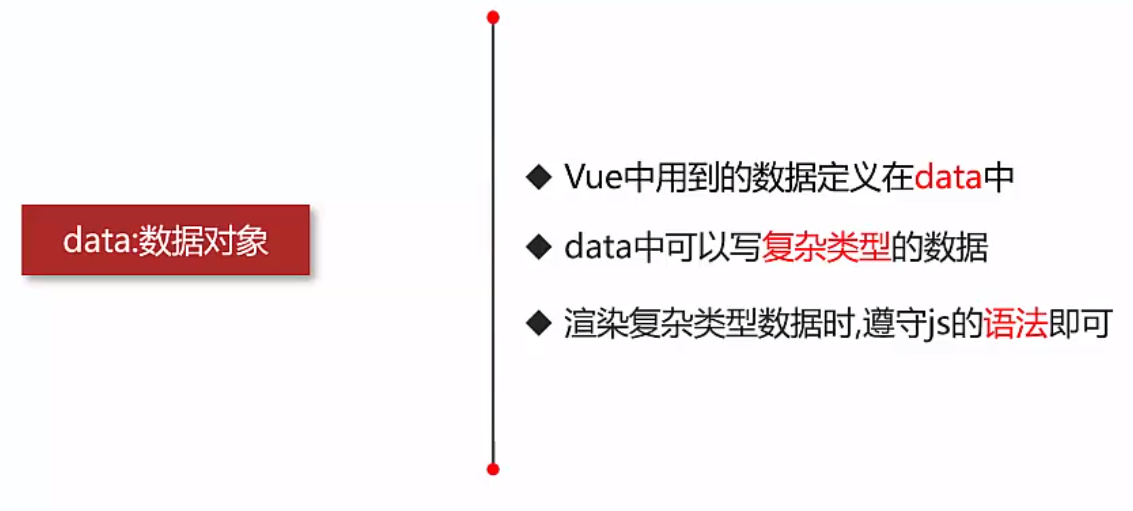 data:数据对象
◆ Vue中用到的数据定义在data中
◆ data中可以写复杂类型的数据
◆ 渲染复杂类型数据时,遵守js的语法即可